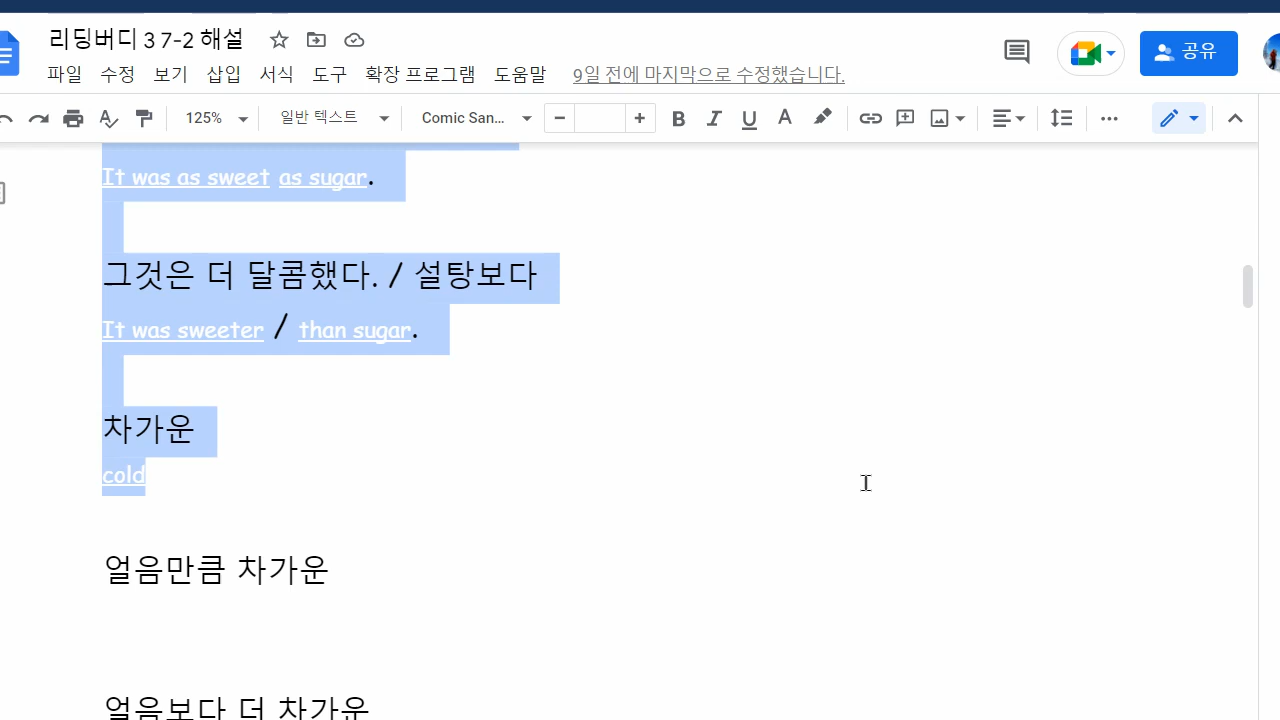 리딩버디 3 7-2 해설
공유
파일 수정 보기 삽입 서식 도구 확장 프로그램 도움말 9일 전에 마지막으로 수정했습니다.
125% 일반 텍스트 Comic San... − + B I U A
It was as sweet as sugar.
그것은 더 달콤했다. / 설탕보다
It was sweeter / than sugar.
차가운
cold
얼음만큼 차가운
얼음보다 더 차가운